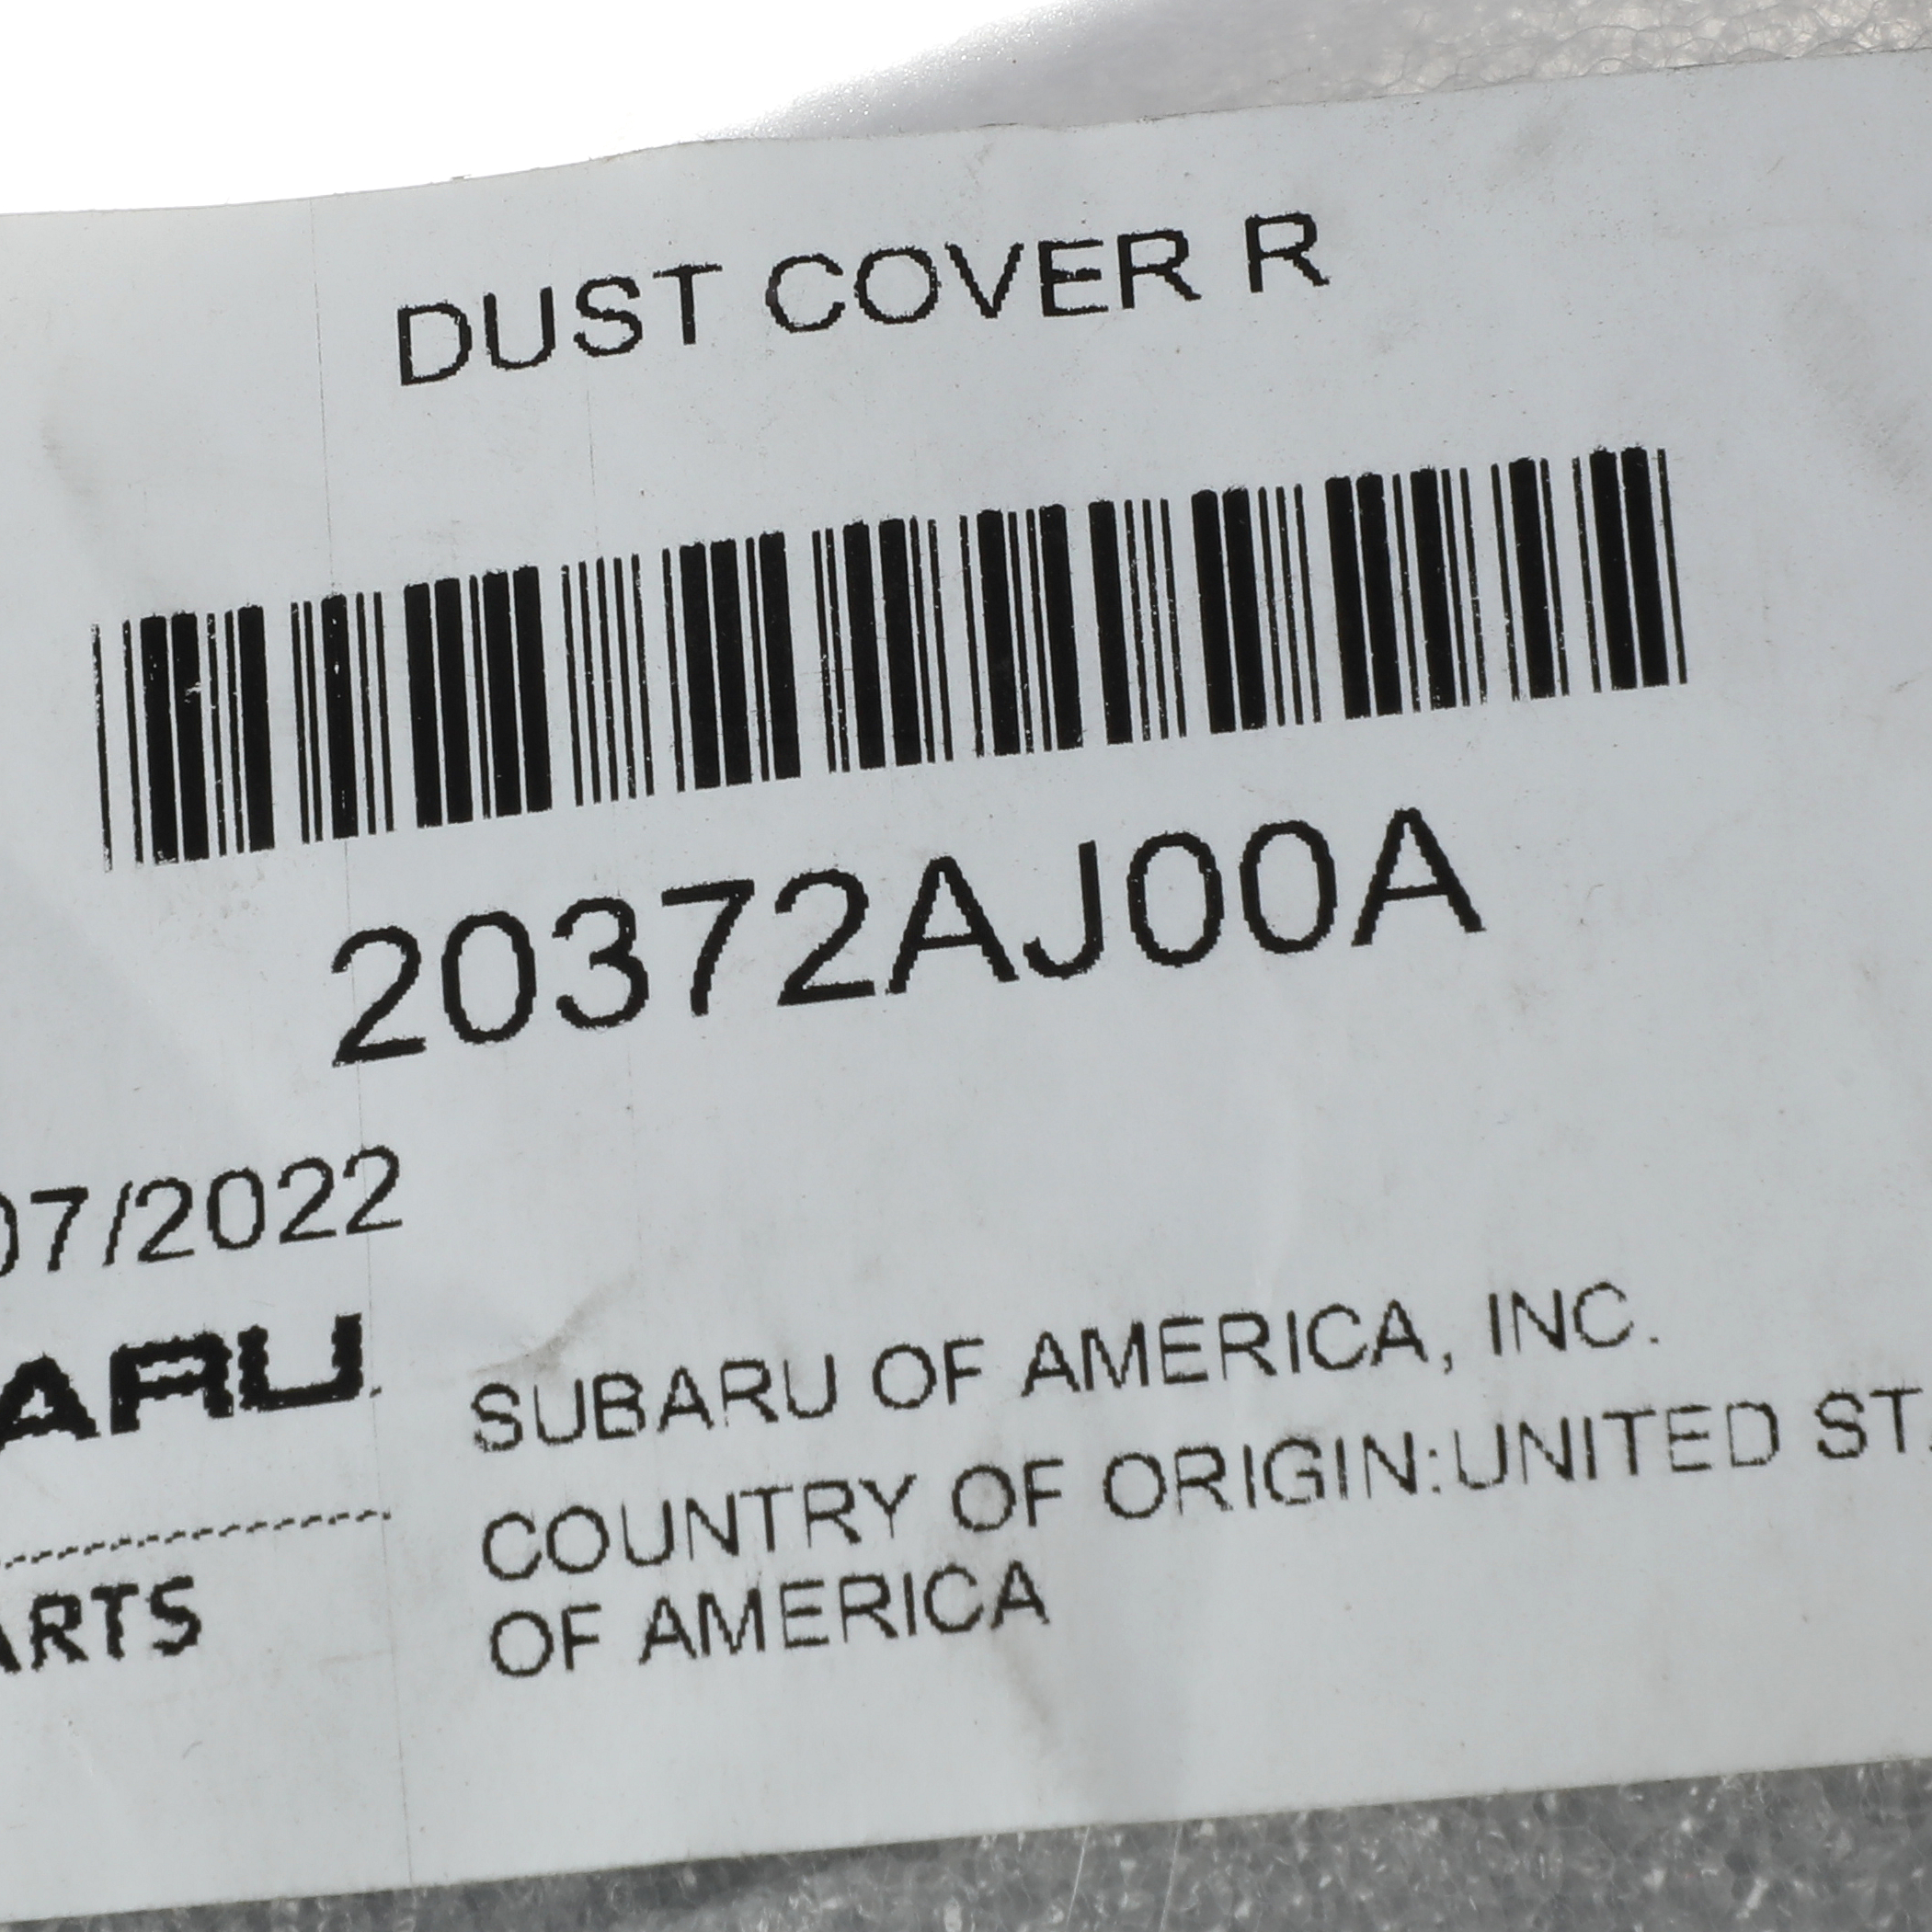 DUST COVER R
20372AJ00A
07/2022
ARU
SUBARU OF AMERICA, INC.
COUNTRY OF ORIGIN:UNITED ST
OF AMERICA
ARTS